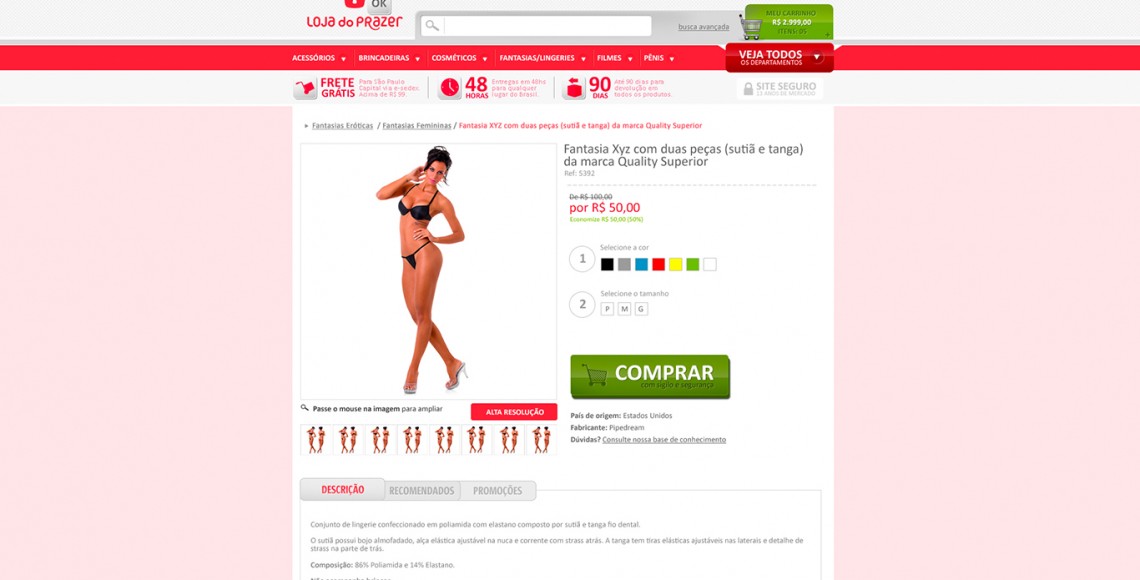 OK
LOJA do PRAZER
busca avançada
MEU CARRINHO
R$ 2.999,00
ITENS: 05
ACESSÓRIOS BRINCADEIRAS COSMÉTICOS FANTASIAS/LINGERIES FILMES PÊNIS
VEJA TODOS
OS DEPARTAMENTOS
FRETE
GRÁTIS
Para São Paulo
Capital via e-sedex.
Acima de R$ 99
48
HORAS
Entregas em 48hs
para qualquer
lugar do Brasil.
90
DIAS
Até 90 dias para
devolução em
todos os produtos.
SITE SEGURO
10 ANOS DE MERCADO
Fantasias Eróticas / Fantasias Femininas / Fantasia XYZ com duas peças (sutiã e tanga) da marca Quality Superior
Fantasia Xyz com duas peças (sutiã e tanga)
da marca Quality Superior
Ref: 5392
De R$ 100,00
por R$ 50,00
Economize R$ 50,00 (50%)
1
Selecione a cor
2
Selecione o tamanho
P M G
COMPRAR
com sigilo e segurança
Passe o mouse na imagem para ampliar
ALTA RESOLUÇÃO
País de origem: Estados Unidos
Fabricante: Pipedream
Dúvidas? Consulte nossa base de conhecimento
DESCRIÇÃO RECOMENDADOS PROMOÇÕES
Conjunto de lingerie confeccionado em poliamida com elastano composto por sutiã e tanga fio dental.
O sutiã possui bojo almofadado, alça elástica ajustável na nuca e corrente com strass atrás. A tanga tem tiras elásticas ajustáveis nas laterais e detalhe de
strass na parte de trás.
Composição: 86% Poliamida e 14% Elastano.